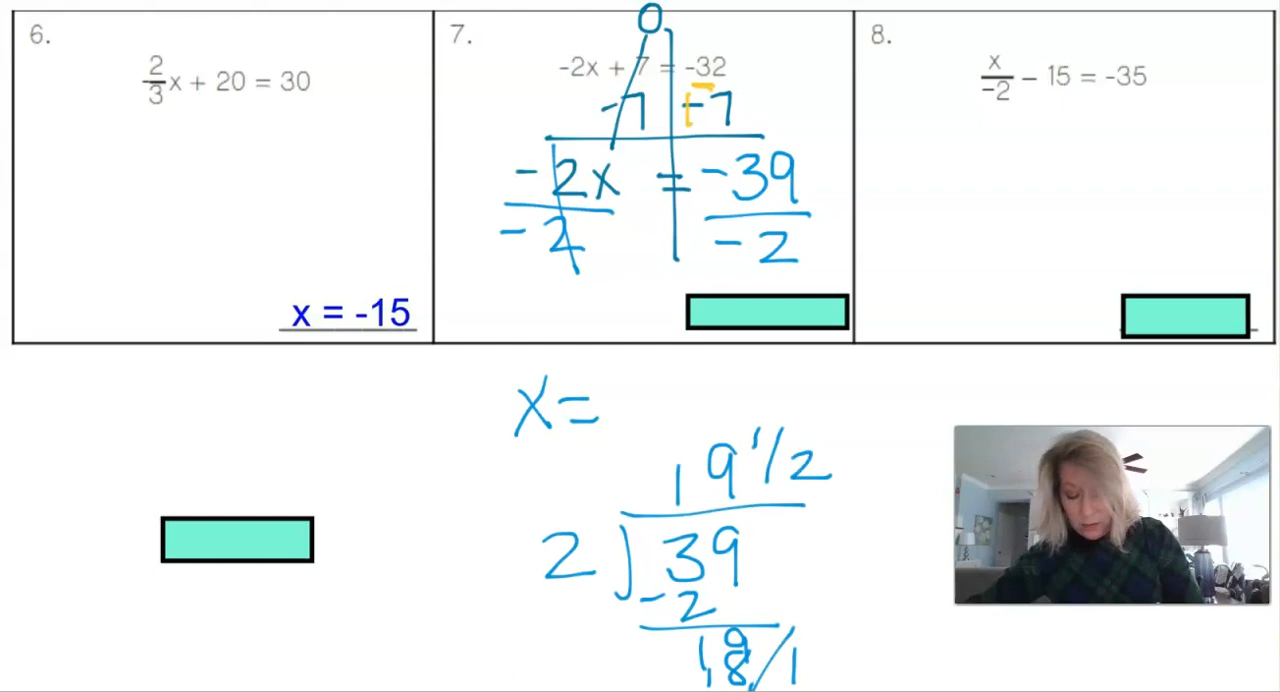 6.
-2/3x + 20 = 30
x = -15
7.
0
-2x + 7 = -32
-7 +-7
-2x = -39
-2 -2
8.
x/-2 − 15 = -35
x=
19 1/2
2 39
-2
19
18/1